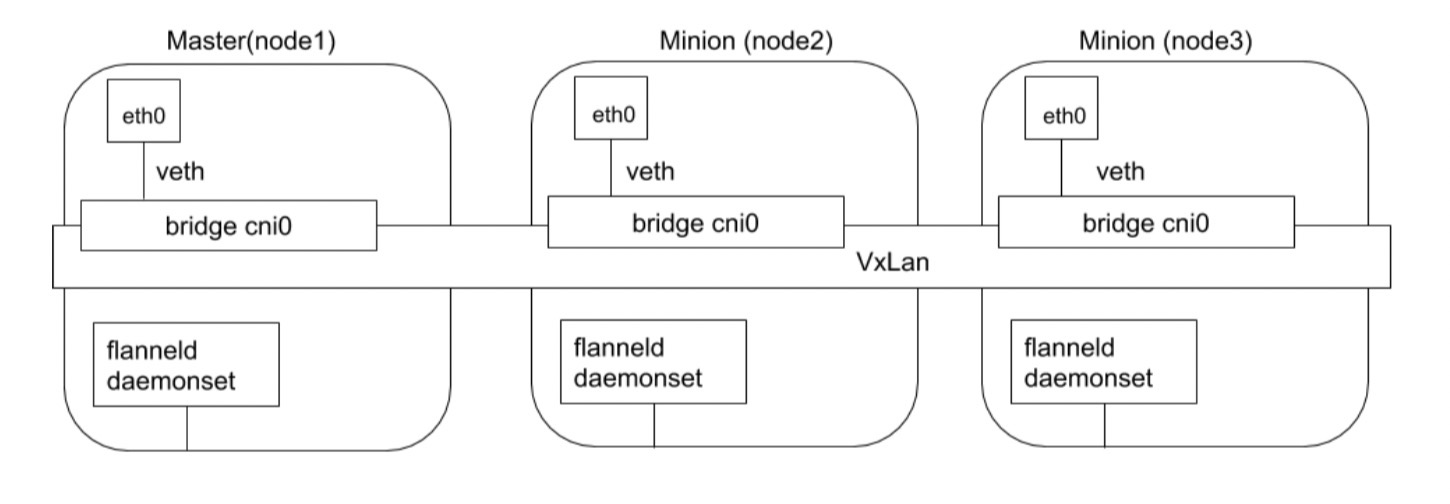 Master(node1)
Minion (node2)
Minion (node3)
eth0
eth0
eth0
veth
veth
veth
bridge cni0
bridge cni0
bridge cni0
VxLan
flanneld
daemonset
flanneld
daemonset
flanneld
daemonset